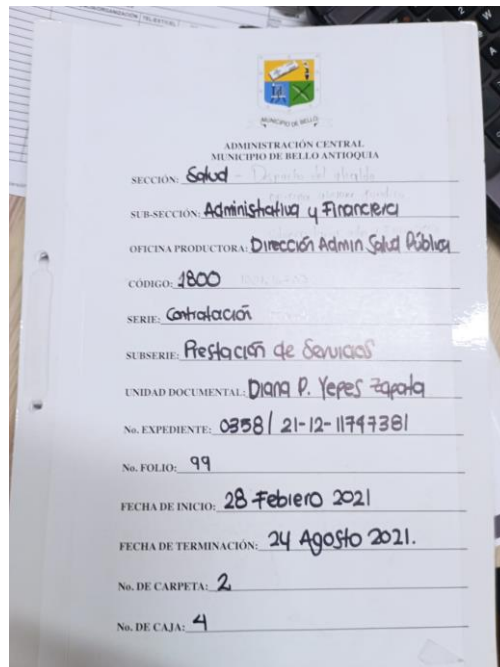 MUNICIPIO DE BELLO
ADMINISTRACIÓN CENTRAL
MUNICIPIO DE BELLO ANTIOQUIA
SECCIÓN: Salud - Despacho del
SUB-SECCIÓN: Administrativa y Financiera
OFICINA PRODUCTORA: Dirección Admin Salud Pública
CÓDIGO: 1800
SERIE: Contratación
SUBSERIE: Prestación de Servicios
UNIDAD DOCUMENTAL: Diana P. Yepes Zapata
No. EXPEDIENTE: 0358 / 21-12-11747381
No. FOLIO: 99
FECHA DE INICIO: 28 Febrero 2021
FECHA DE TERMINACIÓN: 24 Agosto 2021.
No. DE CARPETA: 2
No. DE CAJA: 4